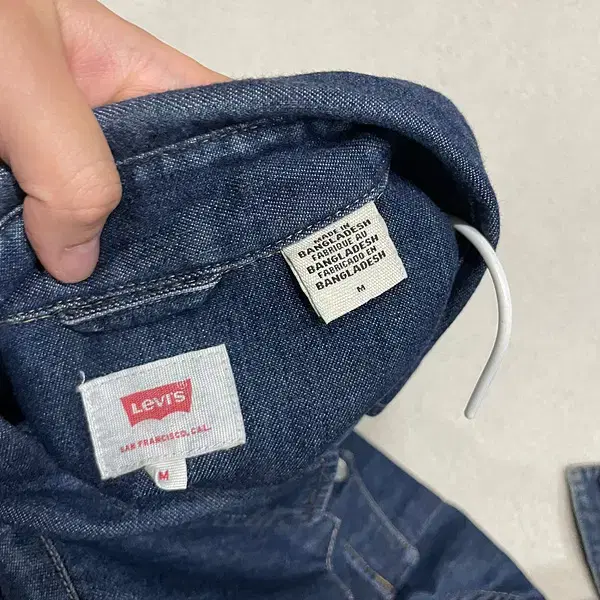 MADE IN
BANGLADESH
FABRIQUE AU
BANGLADESH
FABRICADO EN
BANGLADESH
M
Levi's®
SAN FRANCISCO, CAL.
M